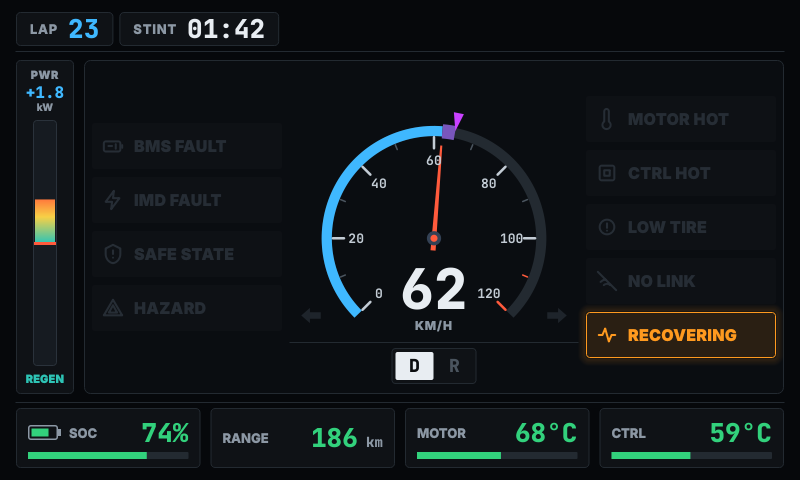 LAP 23
STINT 01:42
PWR
+1.8
kW
REGEN
BMS FAULT
IMD FAULT
SAFE STATE
HAZARD
0
20
40
60
80
100
120
62
KM/H
D R
MOTOR HOT
CTRL HOT
LOW TIRE
NO LINK
RECOVERING
SOC 74%
RANGE 186 km
MOTOR 68°C
CTRL 59°C